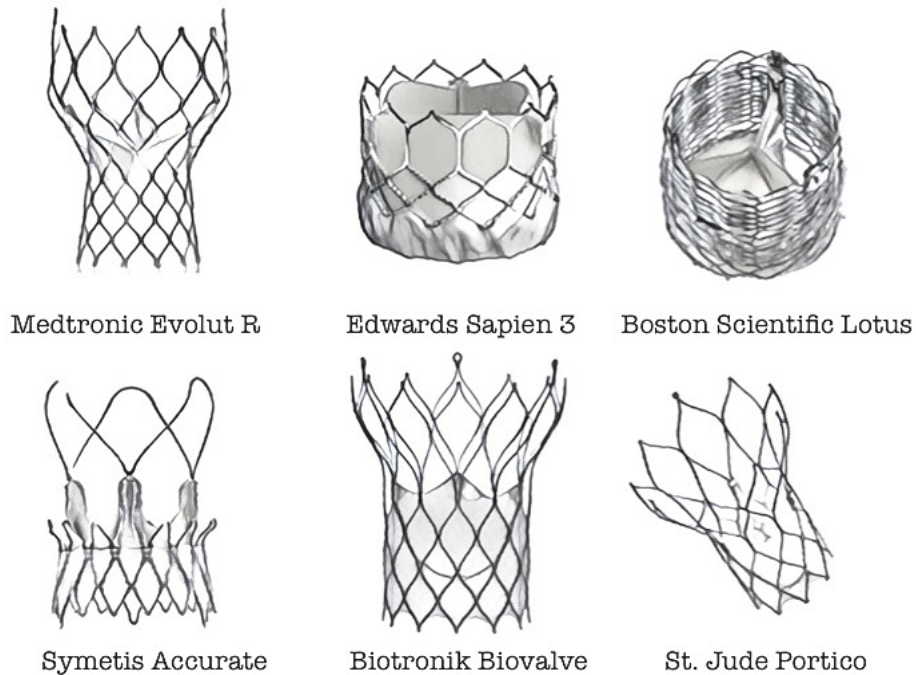 Medtronic Evolut R
Edwards Sapien 3
Boston Scientific Lotus
Symetis Accurate
Biotronik Biovalve
St. Jude Portico